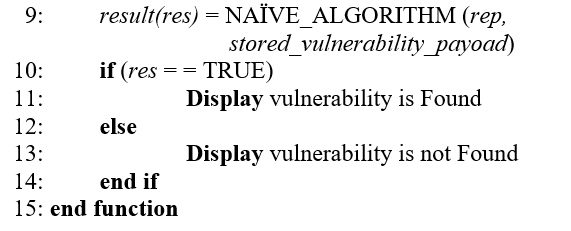 9: result(res) = NAÏVE_ALGORITHM (rep,
stored_vulnerability_payoad)
10: if (res = = TRUE)
11: Display vulnerability is Found
12: else
13: Display vulnerability is not Found
14: end if
15: end function